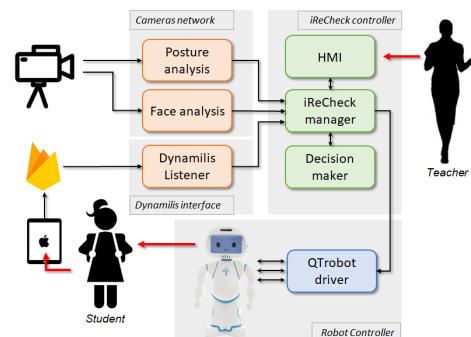 Cameras network
iReCheck controller
Posture
analysis
HMI
Face analysis
iReCheck
manager
Dynamilis
Listener
Decision
maker
Teacher
Dynamilis interface
QTrobot
driver
Student
Robot Controller